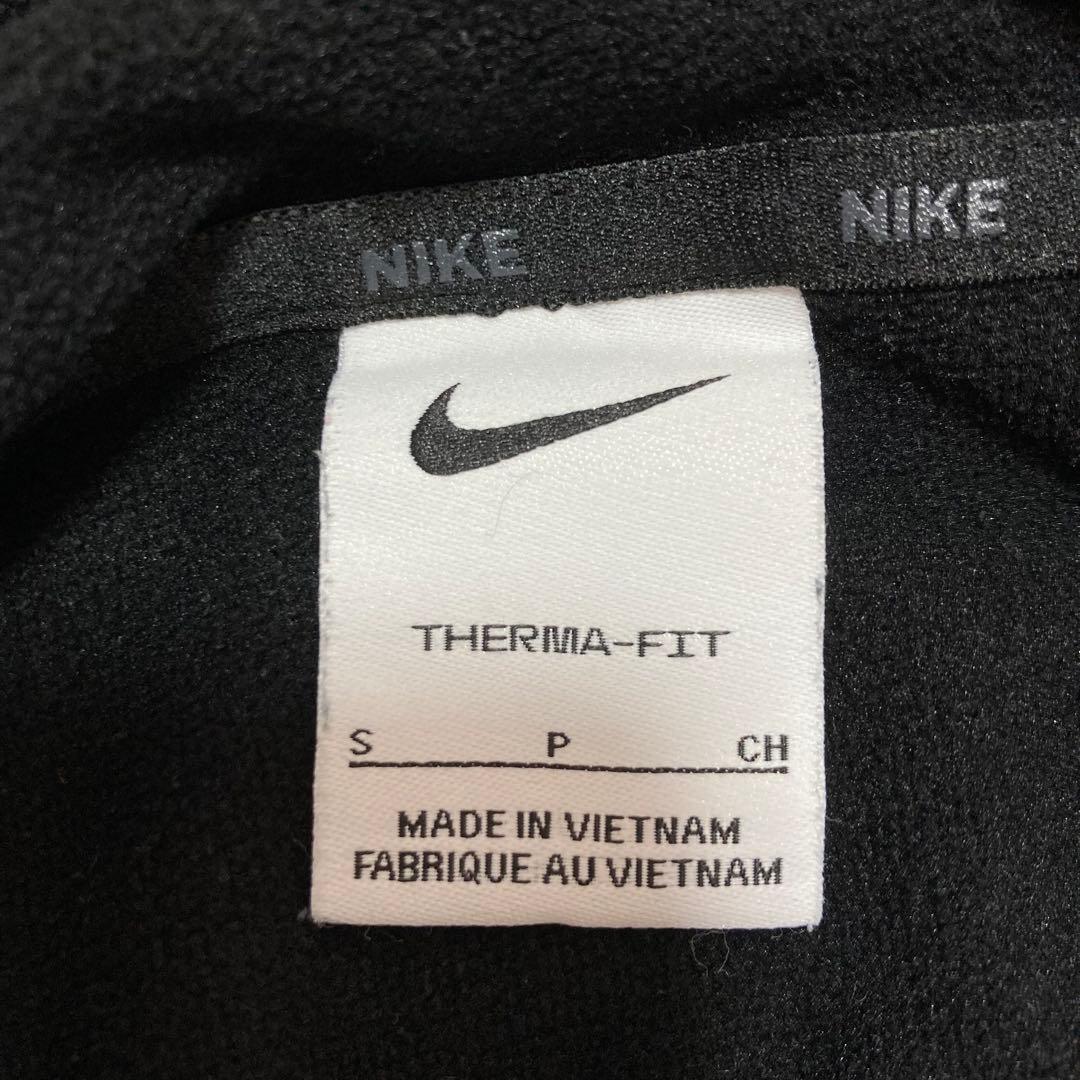 NIKE NIKE
THERMA-FIT
S P CH
MADE IN VIETNAM
FABRIQUE AU VIETNAM